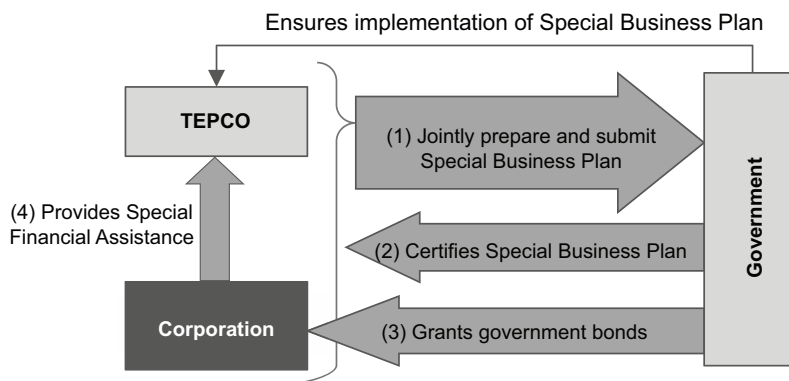 Ensures implementation of Special Business Plan
TEPCO
(1) Jointly prepare and submit
Special Business Plan
(4) Provides Special
Financial Assistance
(2) Certifies Special Business Plan
Government
Corporation
(3) Grants government bonds